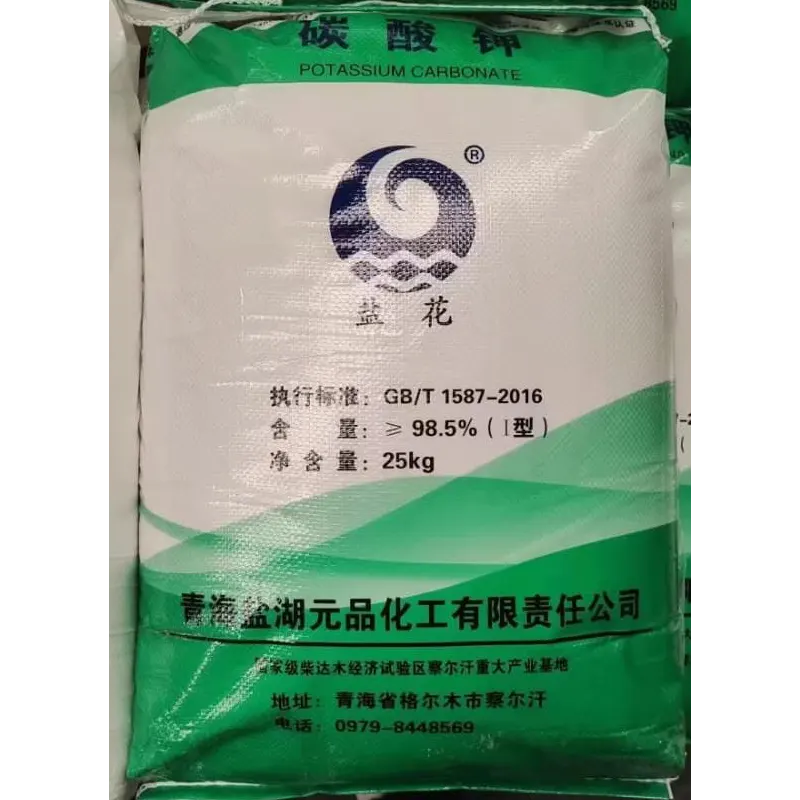 碳酸钾
POTASSIUM CARBONATE
®
盐花
执行标准：GB/T 1587-2016
含　　量：≥ 98.5%（Ⅰ型）
净 含 量：25kg
青海盐湖元品化工有限责任公司
国家级柴达木经济试验区察尔汗重大产业基地
地址：青海省格尔木市察尔汗
电话：0979-8448569